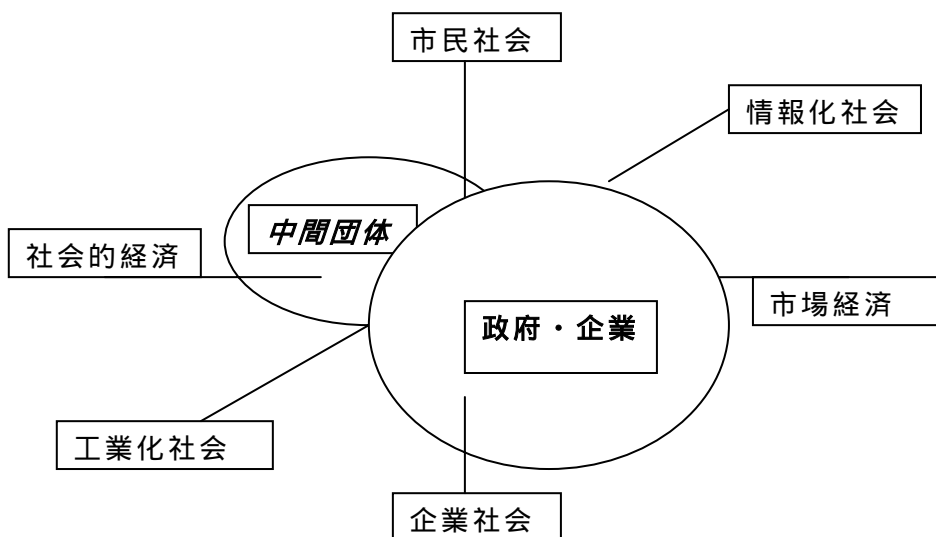 市民社会
情報化社会
中間団体
社会的経済
市場経済
政府・企業
工業化社会
企業社会